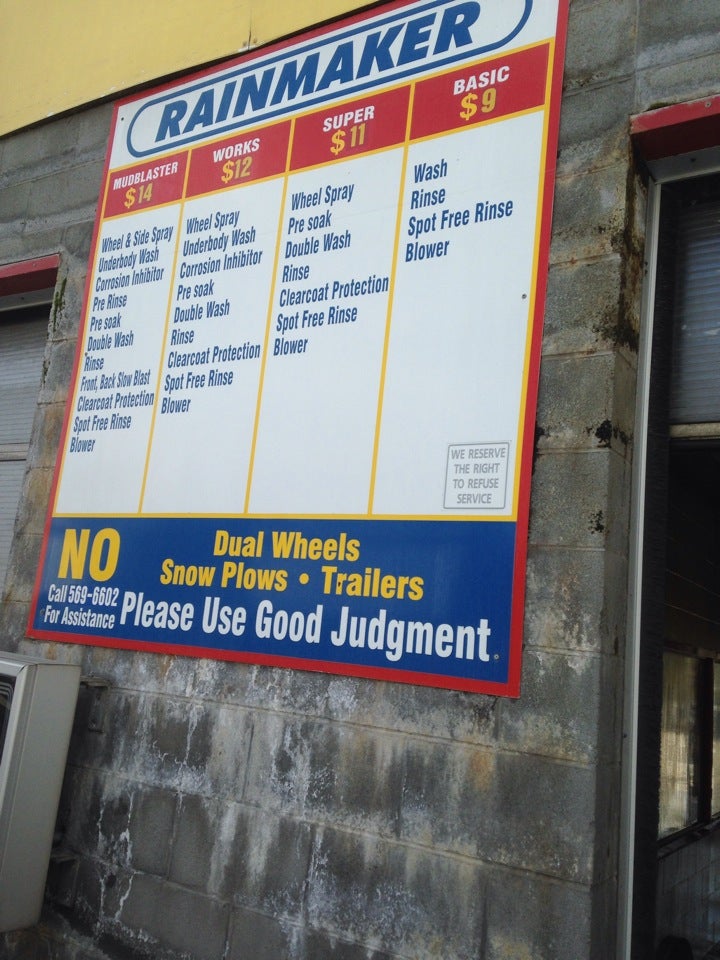 RAINMAKER
MUDBLASTER
$14
Wheel & Side Spray
Underbody Wash
Corrosion Inhibitor
Pre Rinse
Pre soak
Double Wash
Rinse
Front, Back Slow Blast
Clearcoat Protection
Spot Free Rinse
Blower
WORKS
$12
Wheel Spray
Underbody Wash
Corrosion Inhibitor
Pre soak
Double Wash
Rinse
Clearcoat Protection
Spot Free Rinse
Blower
SUPER
$11
Wheel Spray
Pre soak
Double Wash
Rinse
Clearcoat Protection
Spot Free Rinse
Blower
BASIC
$9
Wash
Rinse
Spot Free Rinse
Blower
WE RESERVE
THE RIGHT
TO REFUSE
SERVICE
NO
Dual Wheels
Snow Plows • Trailers
Call 569-6602
For Assistance
Please Use Good Judgment